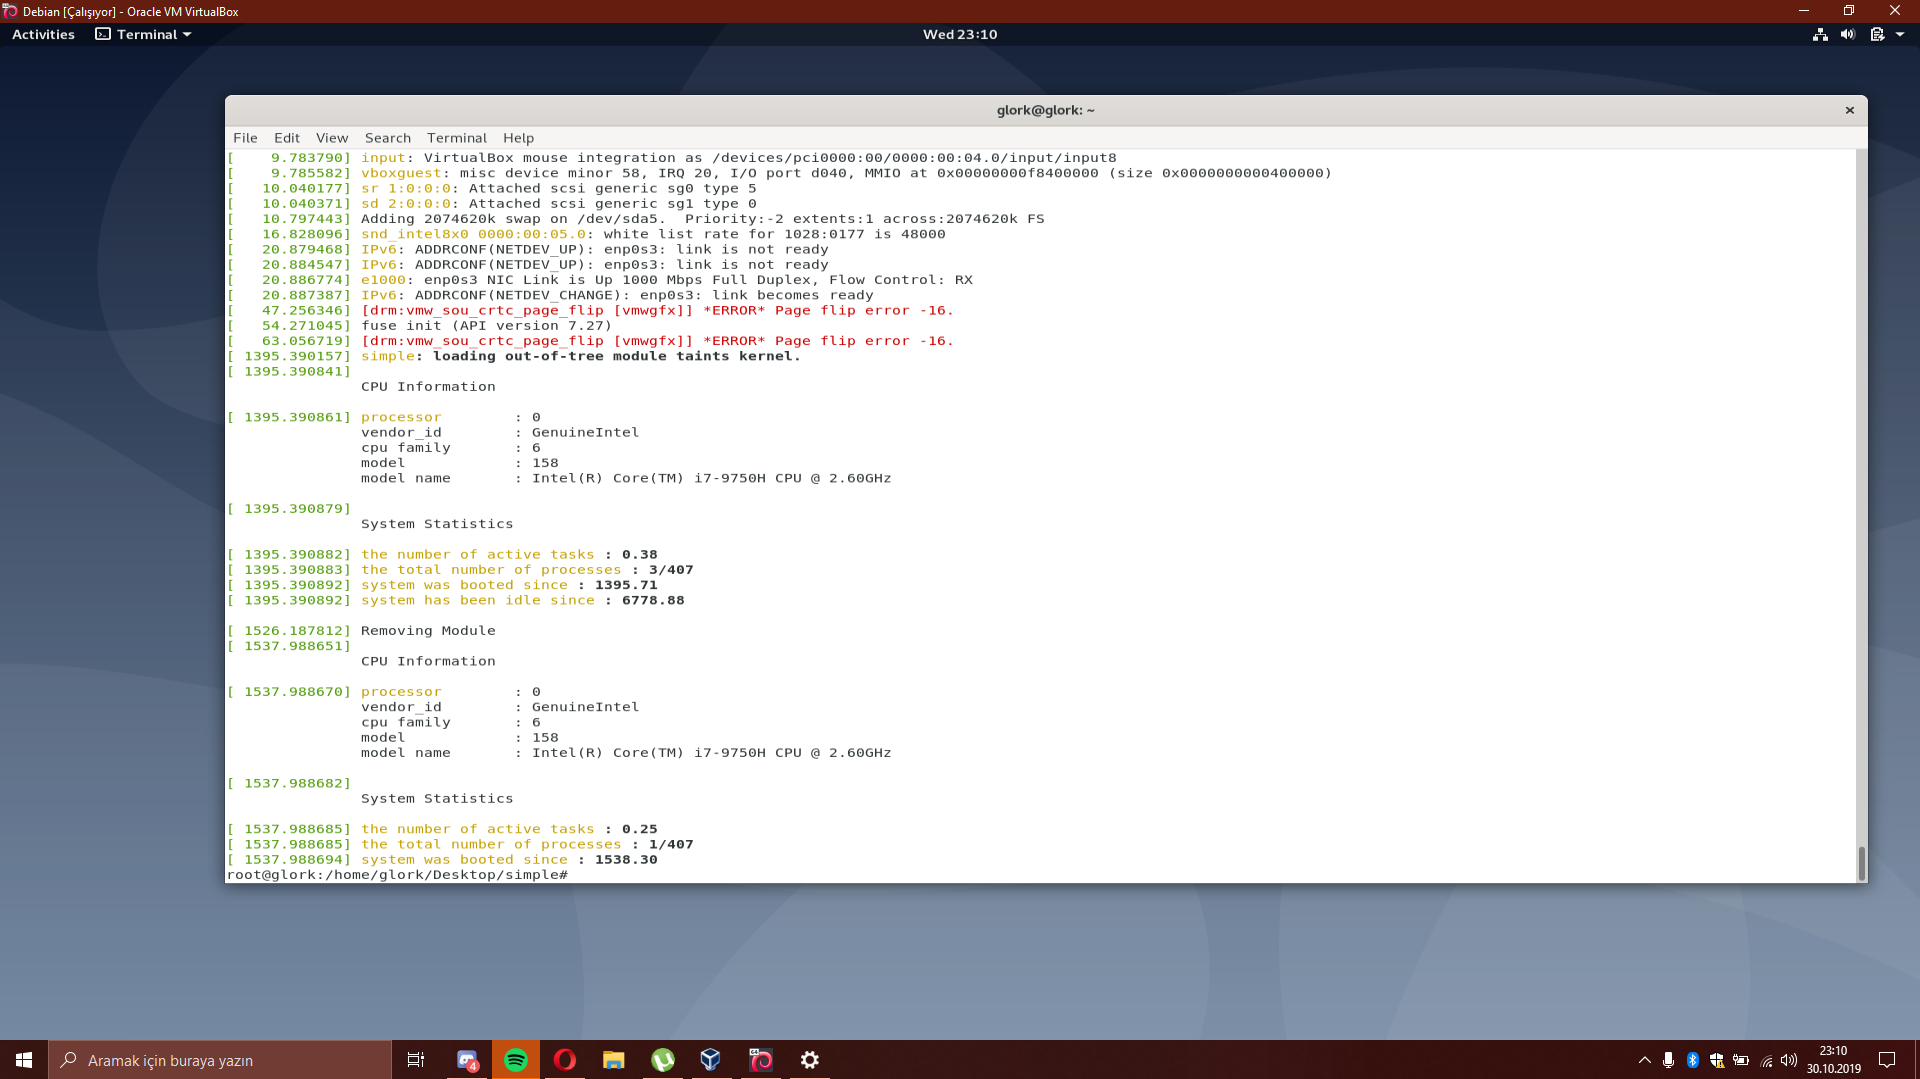 Debian [Çalışıyor] - Oracle VM VirtualBox
Activities Terminal Wed 23:10
glork@glork: ~
File Edit View Search Terminal Help
[    9.783790] input: VirtualBox mouse integration as /devices/pci0000:00/0000:00:04.0/input/input8
[    9.785582] vboxguest: misc device minor 58, IRQ 20, I/O port d040, MMIO at 0x00000000f8400000 (size 0x0000000000400000)
[   10.040177] sr 1:0:0:0: Attached scsi generic sg0 type 5
[   10.040371] sd 2:0:0:0: Attached scsi generic sg1 type 0
[   10.797443] Adding 2074620k swap on /dev/sda5.  Priority:-2 extents:1 across:2074620k FS
[   16.828096] snd_intel8x0 0000:00:05.0: white list rate for 1028:0177 is 48000
[   20.879468] IPv6: ADDRCONF(NETDEV_UP): enp0s3: link is not ready
[   20.884547] IPv6: ADDRCONF(NETDEV_UP): enp0s3: link is not ready
[   20.886774] e1000: enp0s3 NIC Link is Up 1000 Mbps Full Duplex, Flow Control: RX
[   20.887387] IPv6: ADDRCONF(NETDEV_CHANGE): enp0s3: link becomes ready
[   47.256346] [drm:vmw_sou_crtc_page_flip [vmwgfx]] *ERROR* Page flip error -16.
[   54.271045] fuse init (API version 7.27)
[   63.056719] [drm:vmw_sou_crtc_page_flip [vmwgfx]] *ERROR* Page flip error -16.
[ 1395.390157] simple: loading out-of-tree module taints kernel.
[ 1395.390841]
CPU Information
[ 1395.390861] processor : 0
vendor_id : GenuineIntel
cpu family : 6
model : 158
model name : Intel(R) Core(TM) i7-9750H CPU @ 2.60GHz
[ 1395.390879]
System Statistics
[ 1395.390882] the number of active tasks : 0.38
[ 1395.390883] the total number of processes : 3/407
[ 1395.390892] system was booted since : 1395.71
[ 1395.390892] system has been idle since : 6778.88
[ 1526.187812] Removing Module
[ 1537.988651]
CPU Information
[ 1537.988670] processor : 0
vendor_id : GenuineIntel
cpu family : 6
model : 158
model name : Intel(R) Core(TM) i7-9750H CPU @ 2.60GHz
[ 1537.988682]
System Statistics
[ 1537.988685] the number of active tasks : 0.25
[ 1537.988685] the total number of processes : 1/407
[ 1537.988694] system was booted since : 1538.30
root@glork:/home/glork/Desktop/simple#
Aramak için buraya yazın
4
64
23:10
30.10.2019